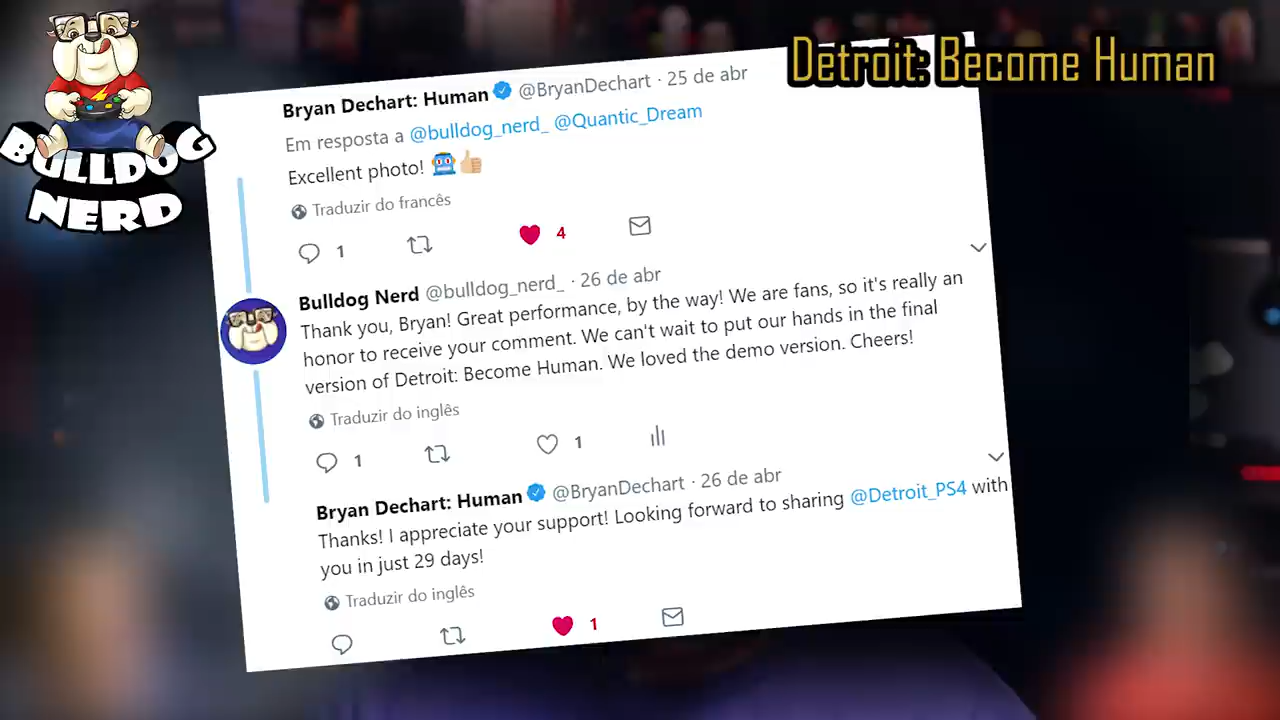 BULLDOG
NERD
Detroit: Become Human
Bryan Dechart: Human @BryanDechart · 25 de abr
Em resposta a @bulldog_nerd_ @Quantic_Dream
Excellent photo! 🤖👍🏼
Traduzir do francês
1 4
Bulldog Nerd @bulldog_nerd_ · 26 de abr
Thank you, Bryan! Great performance, by the way! We are fans, so it's really an
honor to receive your comment. We can't wait to put our hands in the final
version of Detroit: Become Human. We loved the demo version. Cheers!
Traduzir do inglês
1 1
Bryan Dechart: Human @BryanDechart · 26 de abr
Thanks! I appreciate your support! Looking forward to sharing @Detroit_PS4 with
you in just 29 days!
Traduzir do inglês
1